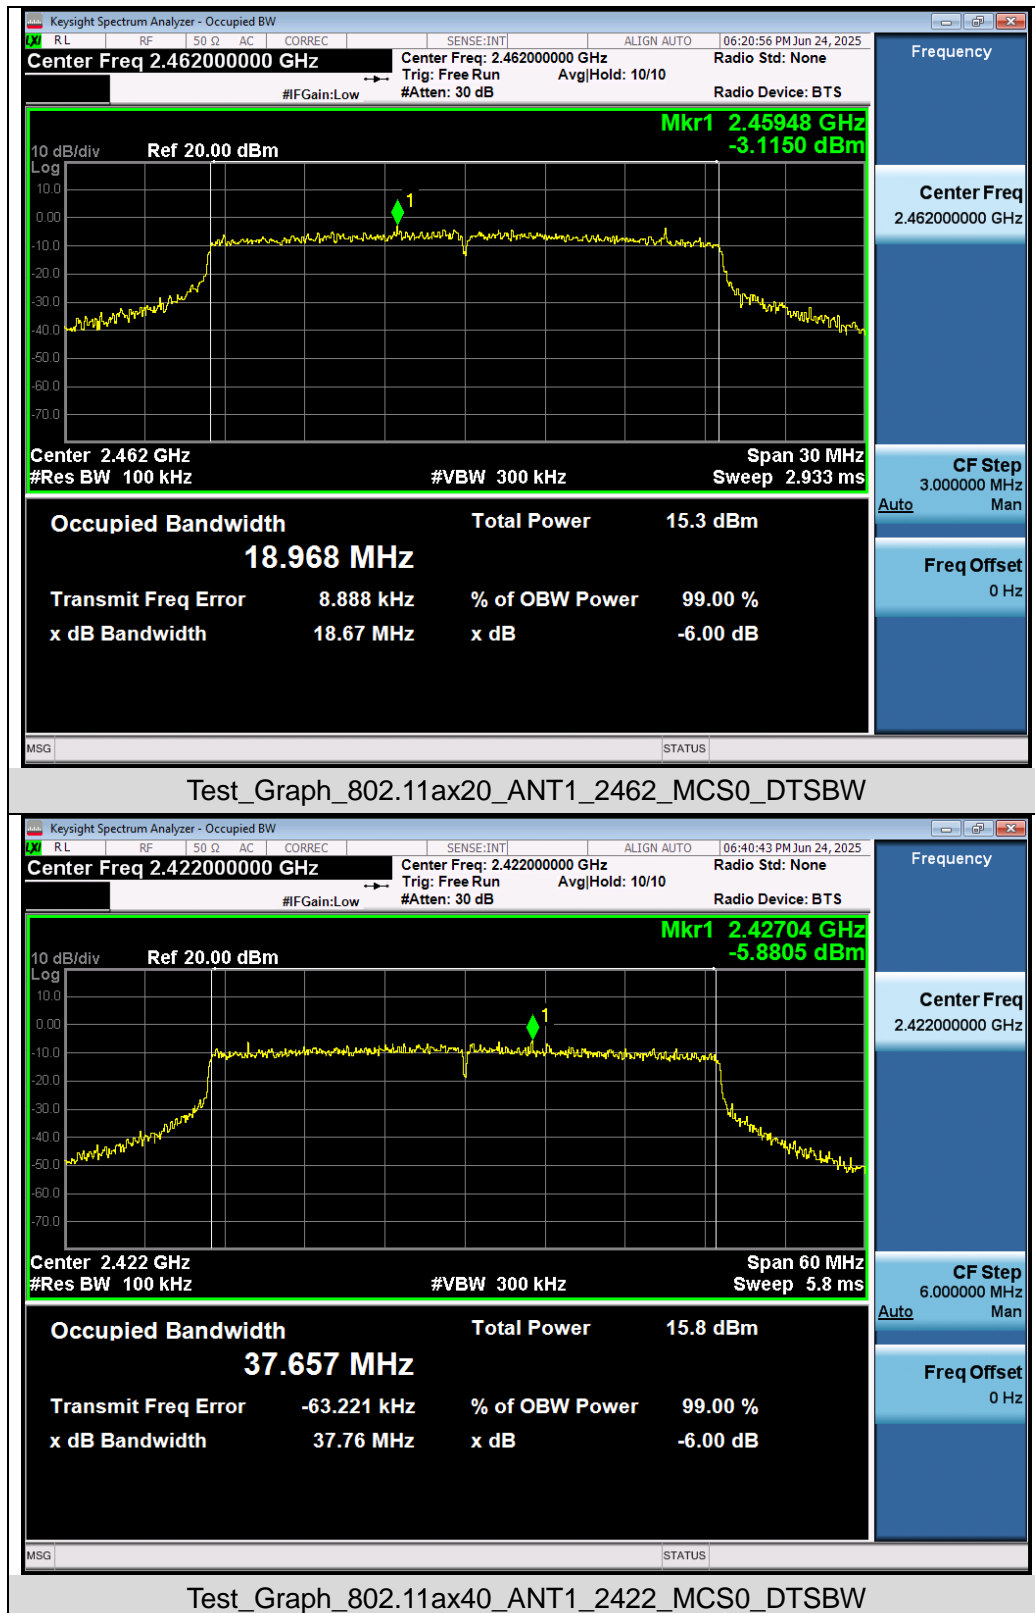 Keysight Spectrum Analyzer - Occupied BW
LXI RL RF 50 Ω AC CORREC SENSE:INT ALIGN AUTO 06:20:56 PM Jun 24, 2025
Center Freq 2.462000000 GHz Center Freq: 2.462000000 GHz Radio Std: None
Trig: Free Run Avg|Hold: 10/10
#IFGain:Low #Atten: 30 dB Radio Device: BTS
Frequency
Mkr1 2.45948 GHz
10 dB/div Ref 20.00 dBm -3.1150 dBm
Log
10.0
1
0.00
-10.0
-20.0
-30.0
-40.0
-50.0
-60.0
-70.0
Center 2.462 GHz Span 30 MHz
#Res BW 100 kHz #VBW 300 kHz Sweep 2.933 ms
Center Freq
2.462000000 GHz
CF Step
3.000000 MHz
Auto Man
Freq Offset
0 Hz
Occupied Bandwidth Total Power 15.3 dBm
18.968 MHz
Transmit Freq Error 8.888 kHz % of OBW Power 99.00 %
x dB Bandwidth 18.67 MHz x dB -6.00 dB
MSG STATUS
Test_Graph_802.11ax20_ANT1_2462_MCS0_DTSBW
Keysight Spectrum Analyzer - Occupied BW
LXI RL RF 50 Ω AC CORREC SENSE:INT ALIGN AUTO 06:40:43 PM Jun 24, 2025
Center Freq 2.422000000 GHz Center Freq: 2.422000000 GHz Radio Std: None
Trig: Free Run Avg|Hold: 10/10
#IFGain:Low #Atten: 30 dB Radio Device: BTS
Frequency
Mkr1 2.42704 GHz
10 dB/div Ref 20.00 dBm -5.8805 dBm
Log
10.0
1
0.00
-10.0
-20.0
-30.0
-40.0
-50.0
-60.0
-70.0
Center 2.422 GHz Span 60 MHz
#Res BW 100 kHz #VBW 300 kHz Sweep 5.8 ms
Center Freq
2.422000000 GHz
CF Step
6.000000 MHz
Auto Man
Freq Offset
0 Hz
Occupied Bandwidth Total Power 15.8 dBm
37.657 MHz
Transmit Freq Error -63.221 kHz % of OBW Power 99.00 %
x dB Bandwidth 37.76 MHz x dB -6.00 dB
MSG STATUS
Test_Graph_802.11ax40_ANT1_2422_MCS0_DTSBW